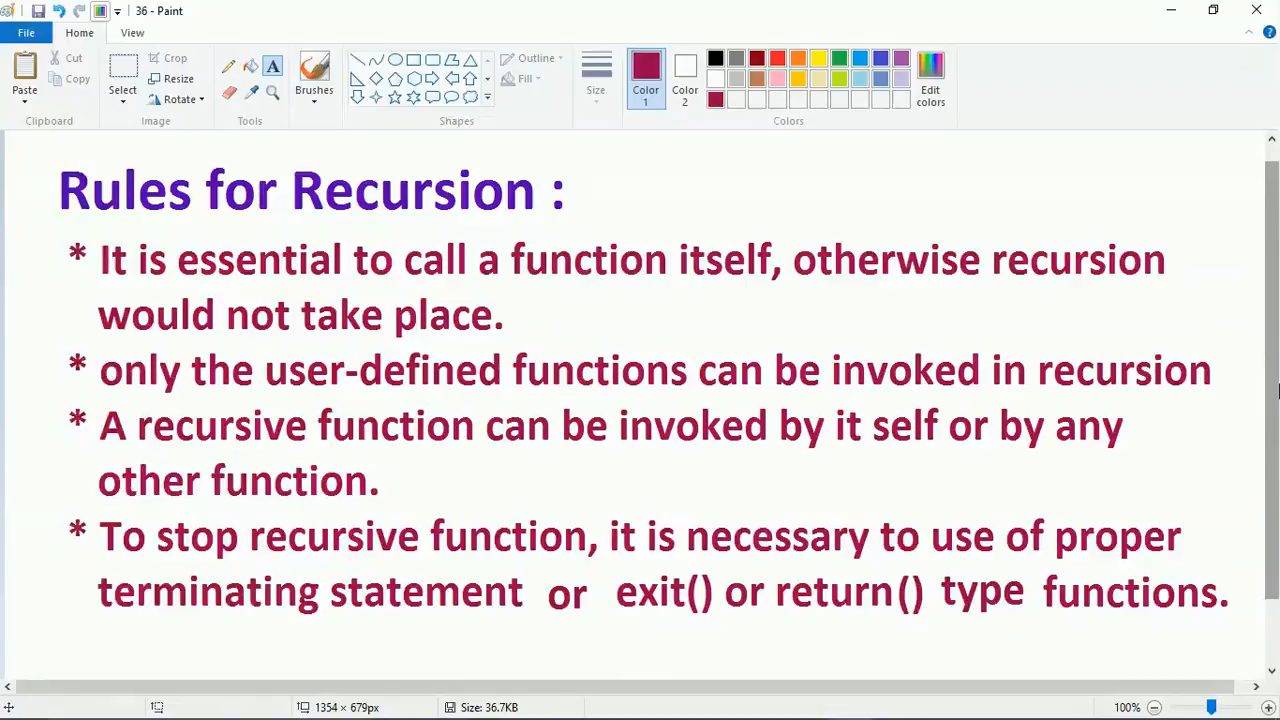 36 - Paint
File Home View
Paste Cut Copy Clipboard
Select Crop Resize Rotate Image
Tools
Brushes
Outline Fill Shapes
Size
Color 1 Color 2 Edit colors Colors
Rules for Recursion :
* It is essential to call a function itself, otherwise recursion
would not take place.
* only the user-defined functions can be invoked in recursion
* A recursive function can be invoked by it self or by any
other function.
* To stop recursive function, it is necessary to use of proper
terminating statement or exit() or return() type functions.
1354 × 679px Size: 36.7KB 100%